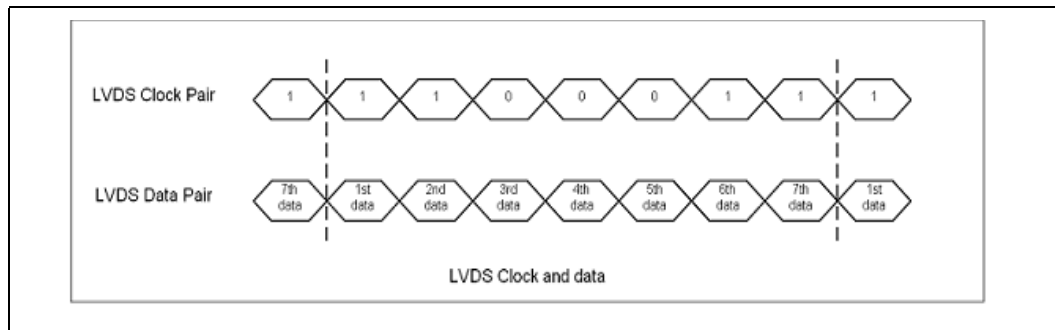 LVDS Clock Pair 1 1 1 0 0 0 1 1 1
LVDS Data Pair 7th data 1st data 2nd data 3rd data 4th data 5th data 6th data 7th data 1st data
LVDS Clock and data